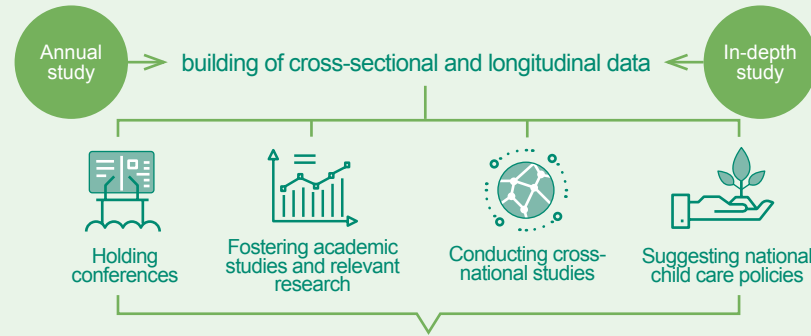 Annual
study
building of cross-sectional and longitudinal data
In-depth
study
Holding
conferences
Fostering academic
studies and relevant
research
Conducting cross-
national studies
Suggesting national
child care policies